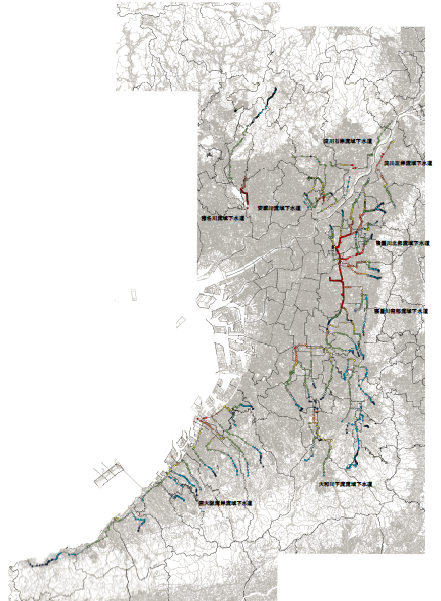 淀川右岸流域下水道
淀川左岸流域下水道
安威川流域下水道
猪名川流域下水道
寝屋川北部流域下水道
寝屋川南部流域下水道
大和川下流流域下水道
南大阪湾岸流域下水道